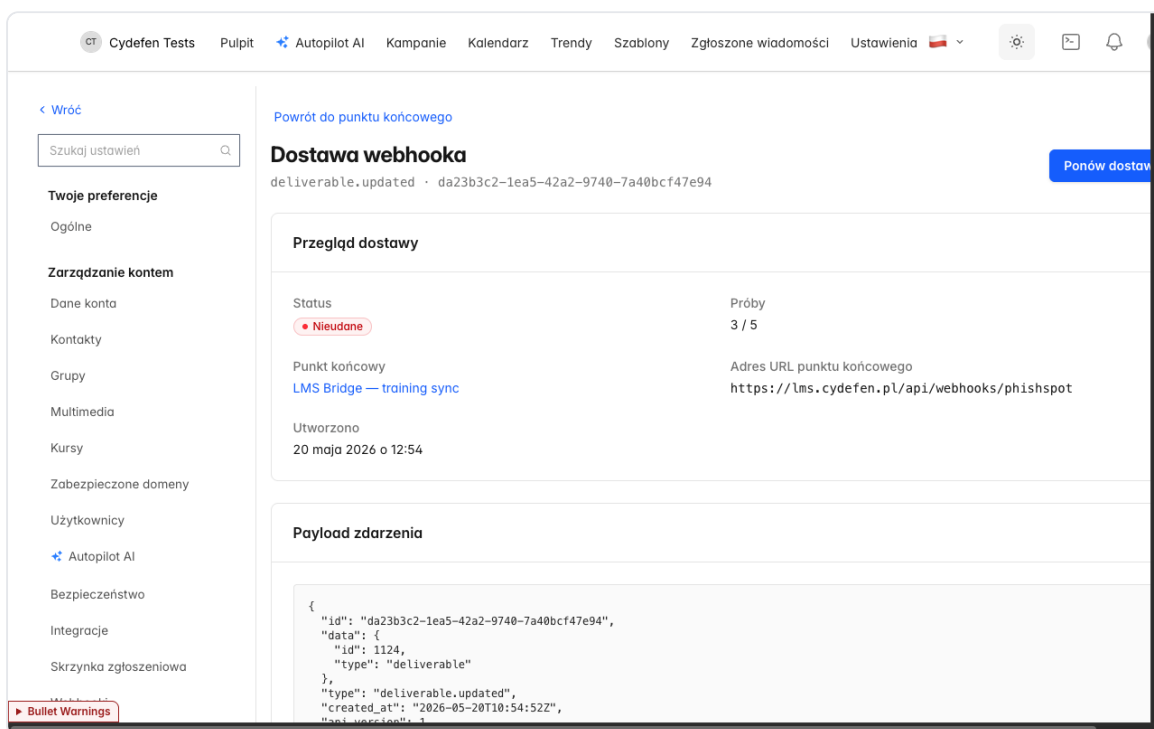 CT Cydefen Tests Pulpit Autopilot AI Kampanie Kalendarz Trendy Szablony Zgłoszone wiadomości Ustawienia
Wróć
Szukaj ustawień
Twoje preferencje
Ogólne
Zarządzanie kontem
Dane konta
Kontakty
Grupy
Multimedia
Kursy
Zabezpieczone domeny
Użytkownicy
Autopilot AI
Bezpieczeństwo
Integracje
Skrzynka zgłoszeniowa
Bullet Warnings
Powrót do punktu końcowego
Dostawa webhooka
deliverable.updated · da23b3c2-1ea5-42a2-9740-7a40bcf47e94
Ponów dostaw
Przegląd dostawy
Status
Nieudane
Próby
3 / 5
Punkt końcowy
LMS Bridge — training sync
Adres URL punktu końcowego
https://lms.cydefen.pl/api/webhooks/phishspot
Utworzono
20 maja 2026 o 12:54
Payload zdarzenia
{
"id": "da23b3c2-1ea5-42a2-9740-7a40bcf47e94",
"data": {
"id": 1124,
"type": "deliverable"
},
"type": "deliverable.updated",
"created_at": "2026-05-20T10:54:52Z",
"api_version": 1